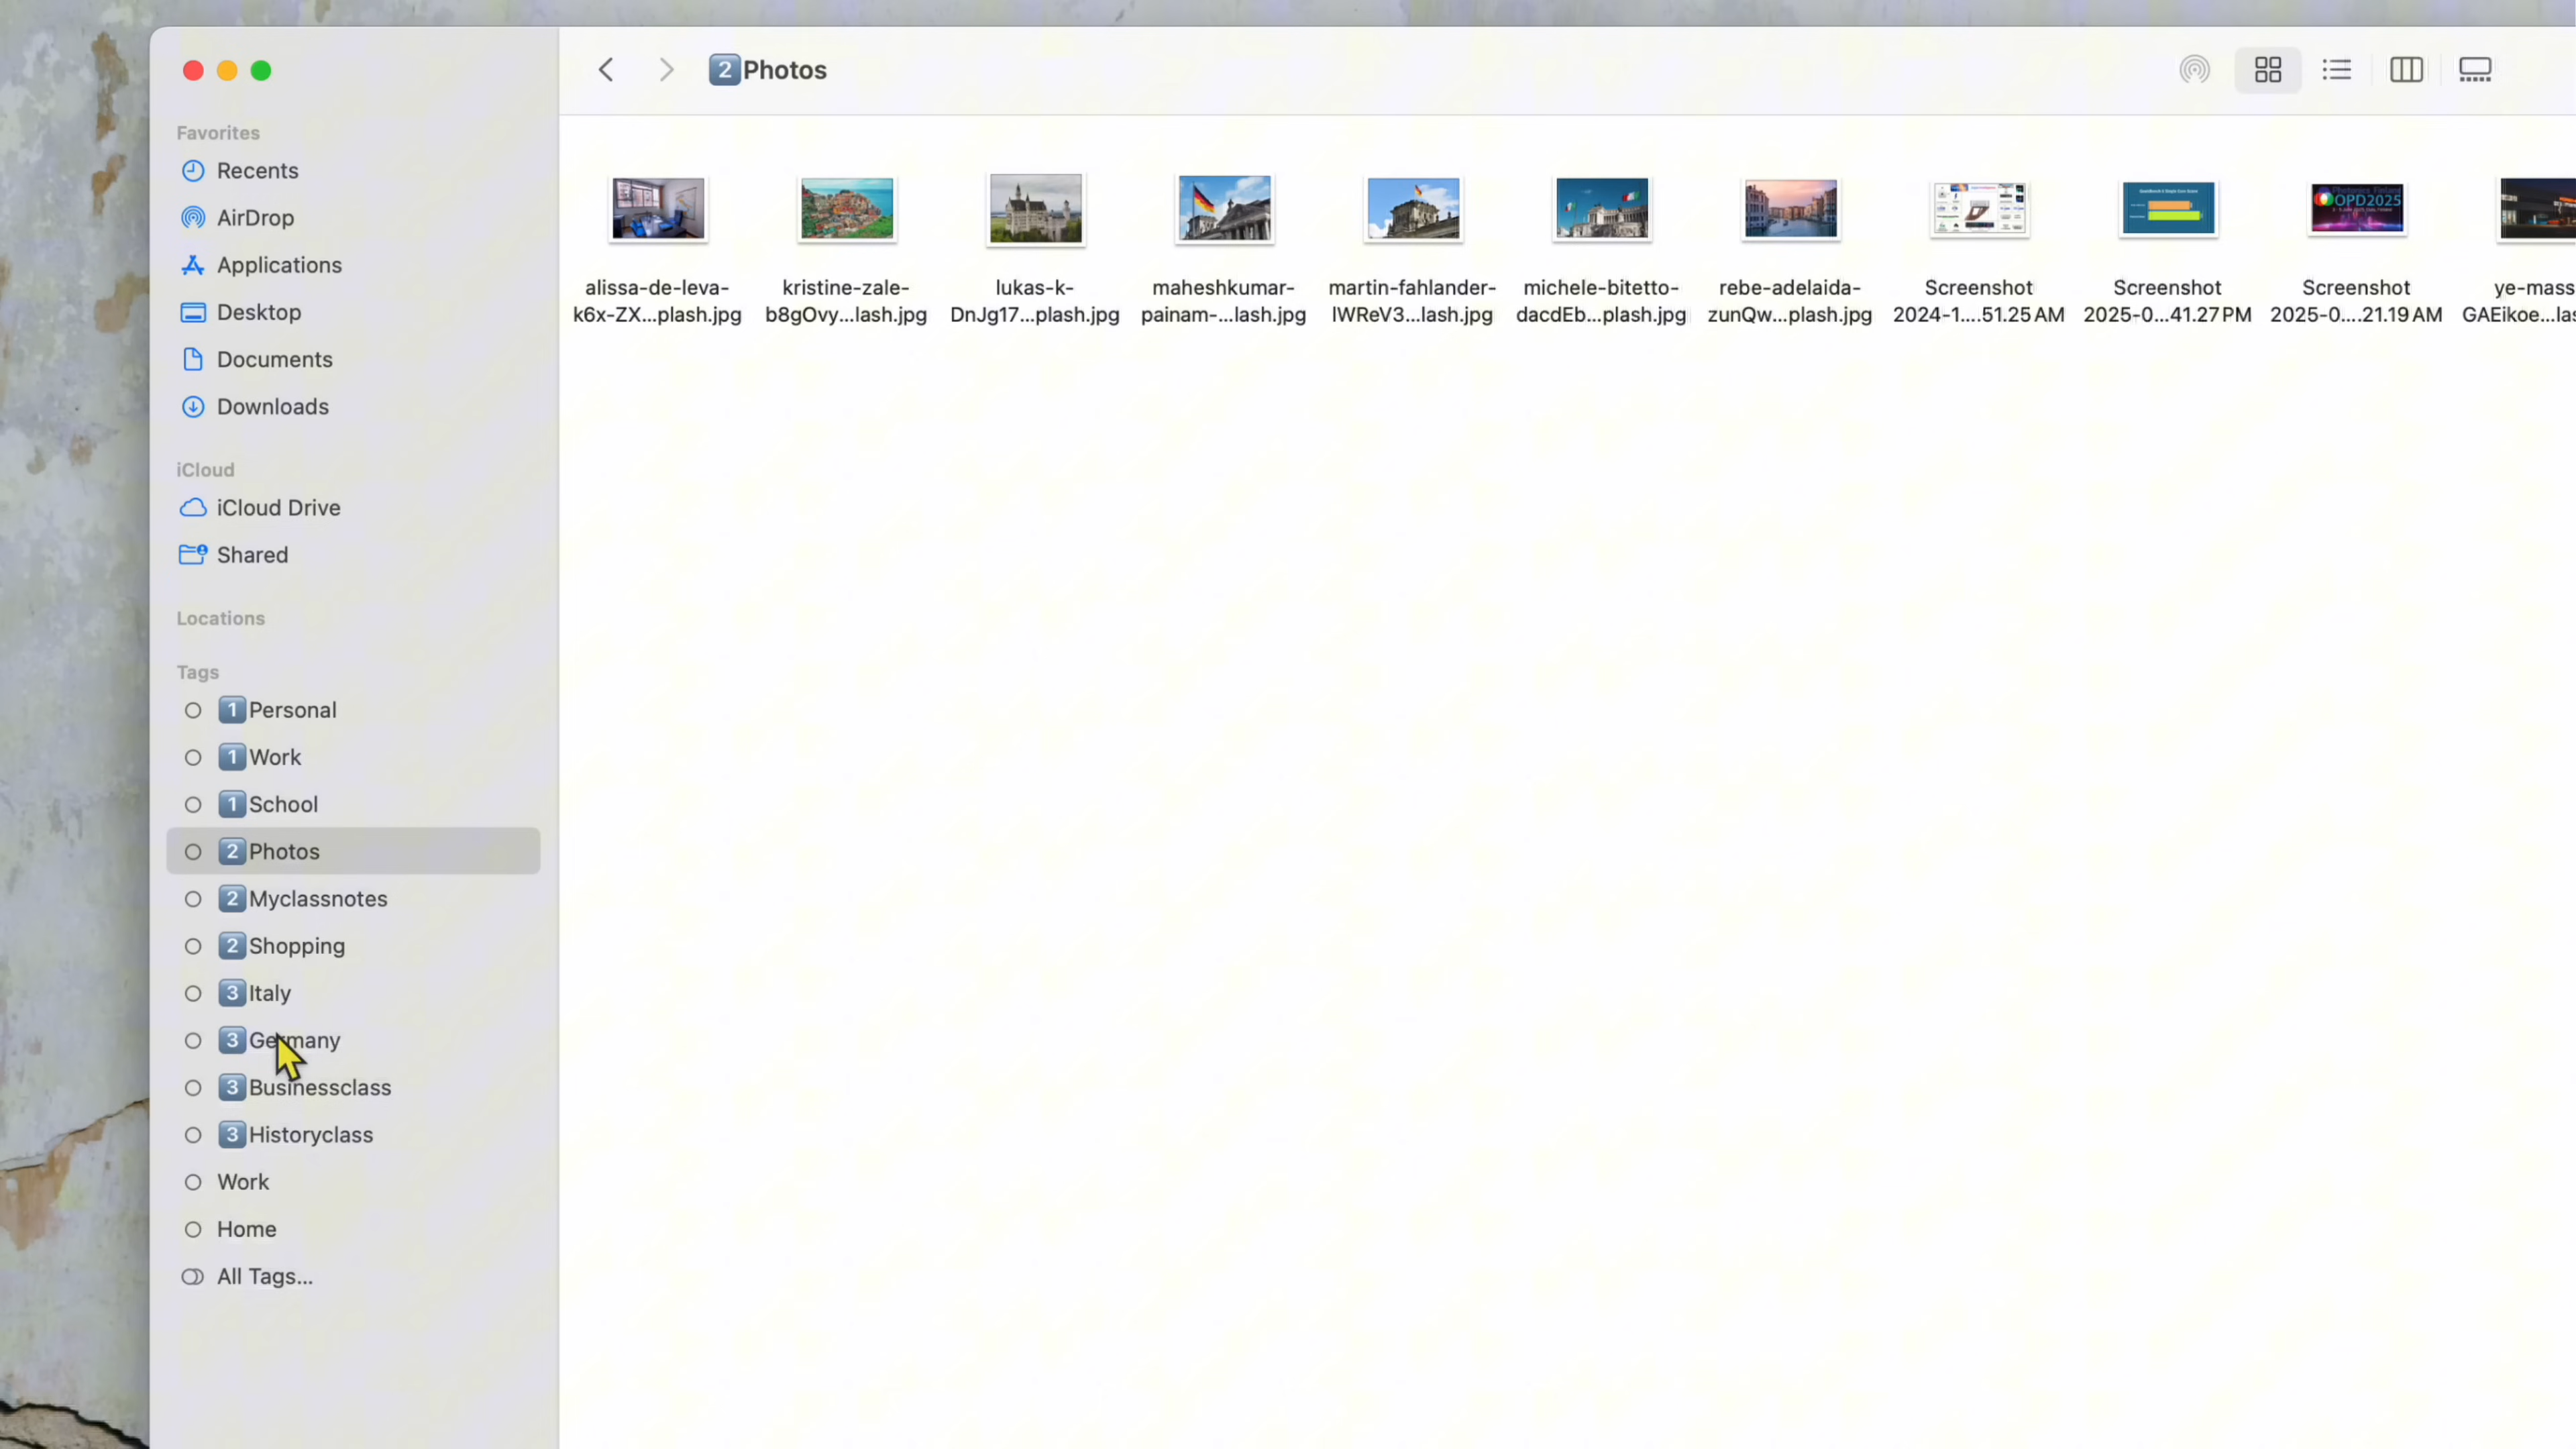 2 Photos
Favorites
Recents
AirDrop
Applications
Desktop
Documents
Downloads
iCloud
iCloud Drive
Shared
Locations
Tags
1 Personal
1 Work
1 School
2 Photos
2 Myclassnotes
2 Shopping
3 Italy
3 Germany
3 Businessclass
3 Historyclass
Work
Home
All Tags...
alissa-de-leva-
k6x-ZX...plash.jpg
kristine-zale-
b8gOvy...lash.jpg
lukas-k-
DnJg17...plash.jpg
maheshkumar-
painam-...lash.jpg
martin-fahlander-
michele-bitetto-
dacdEb...plash.jpg
rebe-adelaida-
zunQw...plash.jpg
Screenshot
2024-1....51.25 AM
Screenshot
2025-0...41.27 PM
OPD2025
Screenshot
2025-0....21.19 AM
ye-mass
GAEikoe...las